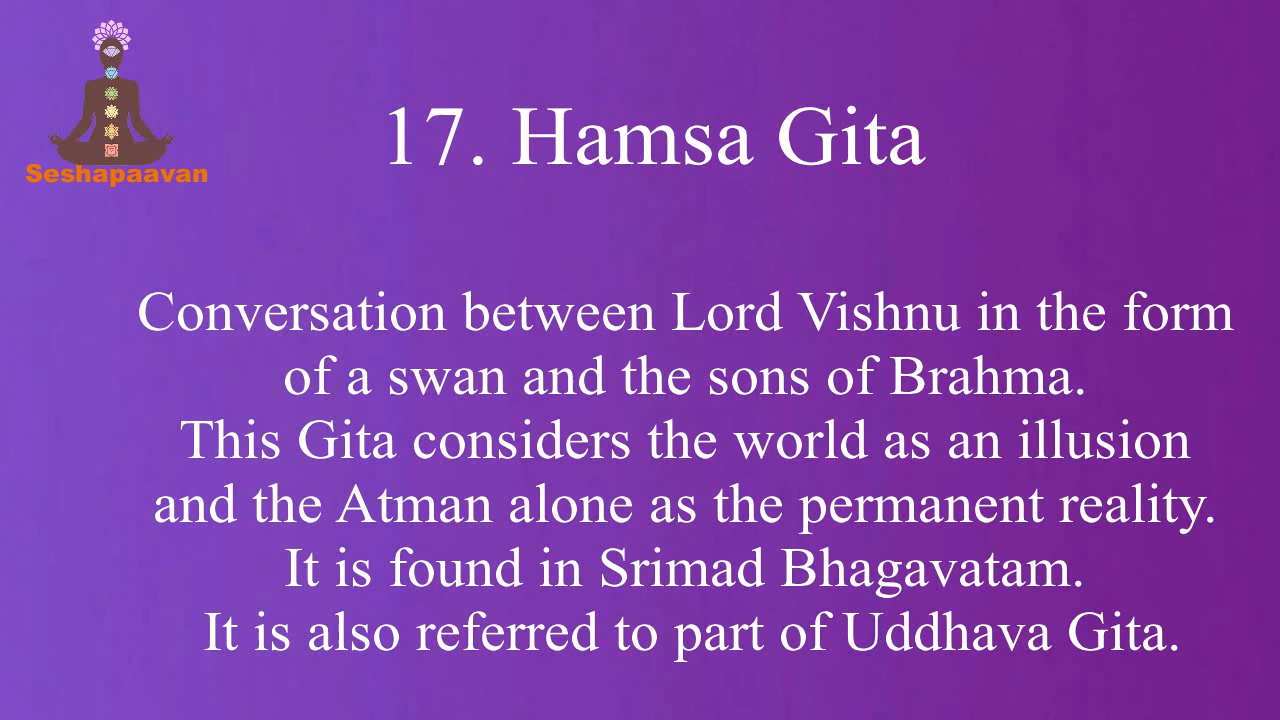 Seshapaavan
17. Hamsa Gita
Conversation between Lord Vishnu in the form
of a swan and the sons of Brahma.
This Gita considers the world as an illusion
and the Atman alone as the permanent reality.
It is found in Srimad Bhagavatam.
It is also referred to part of Uddhava Gita.